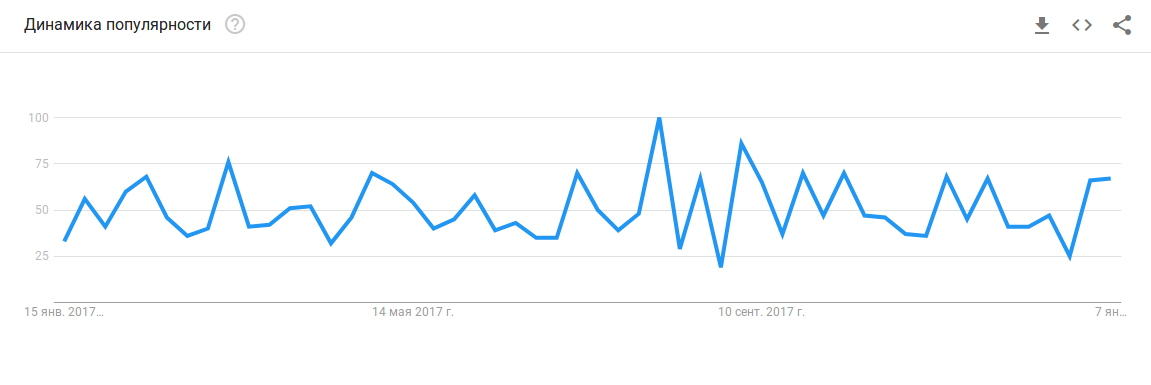 Динамика популярности
?
100
75
50
25
15 янв. 2017…
14 мая 2017 г.
10 сент. 2017 г.
7 ян…